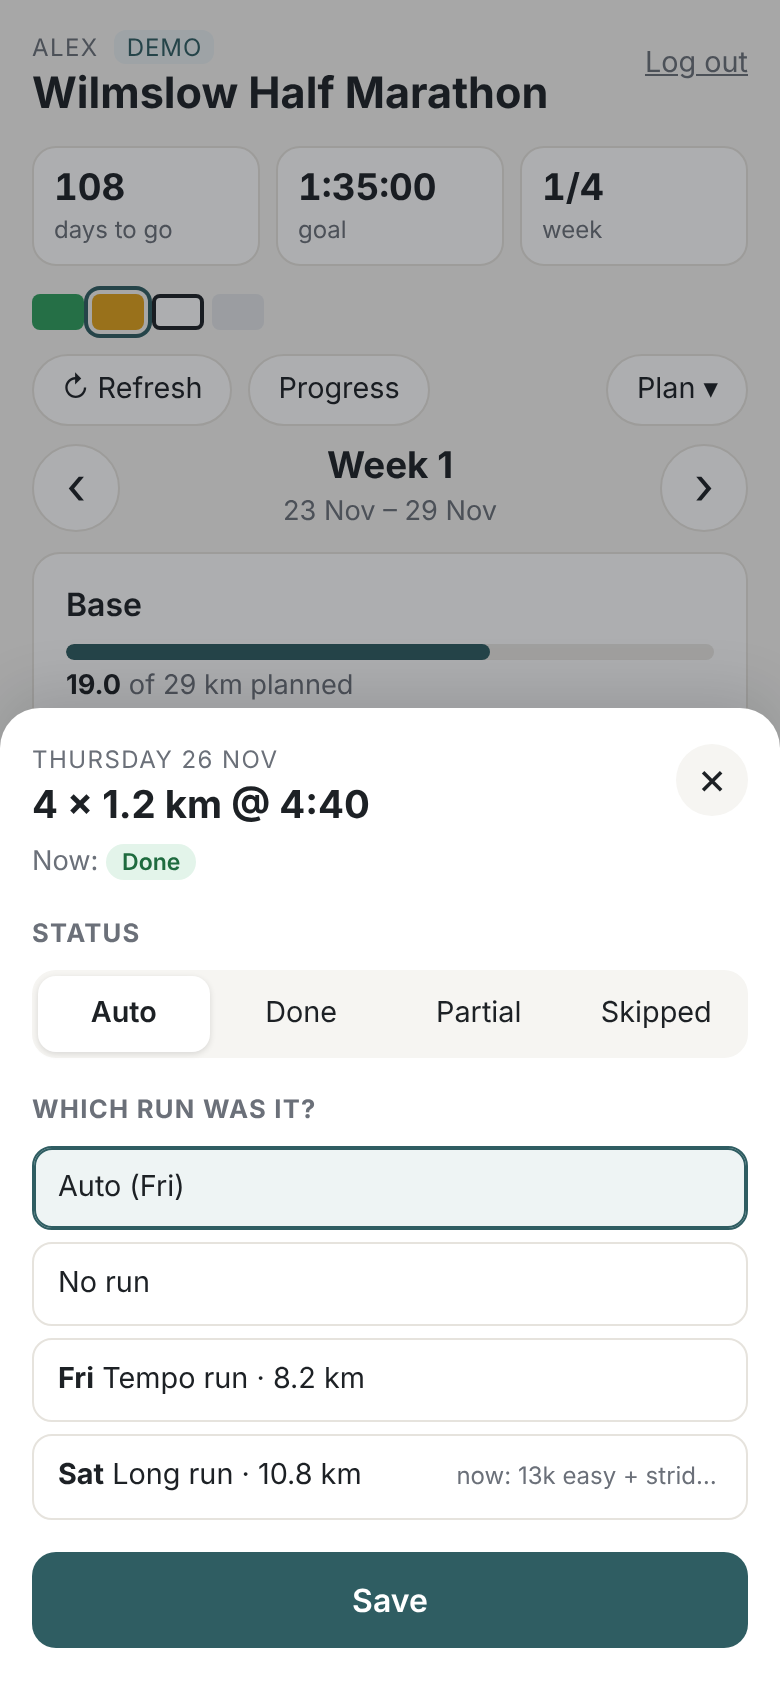 ALEX DEMO
Wilmslow Half Marathon
Log out
108
days to go
1:35:00
goal
1/4
week
↻ Refresh
Progress
Plan ▾
‹
Week 1
23 Nov – 29 Nov
›
Base
19.0 of 29 km planned
THURSDAY 26 NOV
4 × 1.2 km @ 4:40
×
Now: Done
STATUS
Auto Done Partial Skipped
WHICH RUN WAS IT?
Auto (Fri)
No run
Fri Tempo run · 8.2 km
Sat Long run · 10.8 km now: 13k easy + strid...
Save